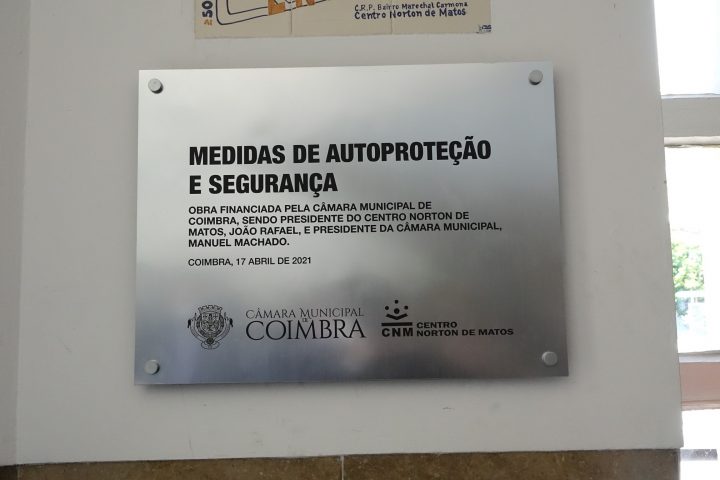 50
C.R.P. Bairro Marechal Carmona
Centro Norton de Matos
MEDIDAS DE AUTOPROTEÇÃO
E SEGURANÇA
OBRA FINANCIADA PELA CÂMARA MUNICIPAL DE
COIMBRA, SENDO PRESIDENTE DO CENTRO NORTON DE
MATOS, JOÃO RAFAEL, E PRESIDENTE DA CÂMARA MUNICIPAL,
MANUEL MACHADO.
COIMBRA, 17 ABRIL DE 2021
CÂMARA MUNICIPAL
DE
COIMBRA
CNM CENTRO
NORTON DE MATOS